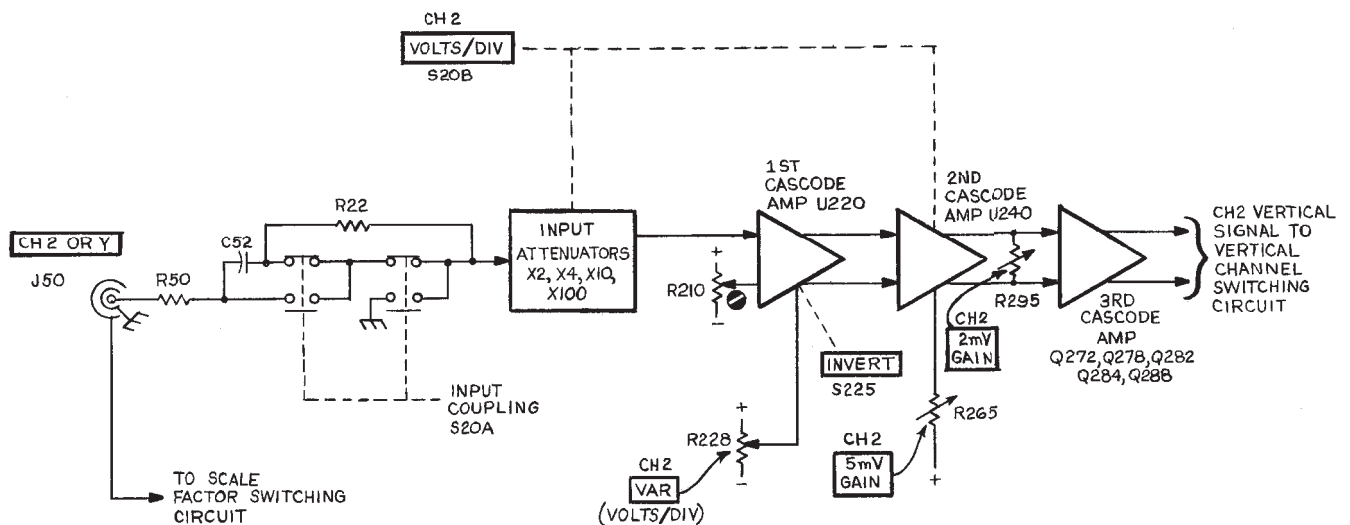 CH 2
VOLTS/DIV
S20B
1ST
CASCODE
AMP U220
2ND
CASCODE
AMP U240
CH2 VERTICAL
SIGNAL TO
VERTICAL
CHANNEL
SWITCHING
CIRCUIT
R22
CH 2 OR Y
J50
R50
C52
INPUT
ATTENUATORS
X2, X4, X10,
X100
+
R210
-
R295
3RD
CASCODE
AMP
Q272,Q278,Q282
Q284,Q288
CH2
2mV
GAIN
INVERT
S225
INPUT
COUPLING
S20A
+
R228
-
CH2
VAR
(VOLTS/DIV)
R265
+
CH2
5mV
GAIN
TO SCALE
FACTOR SWITCHING
CIRCUIT